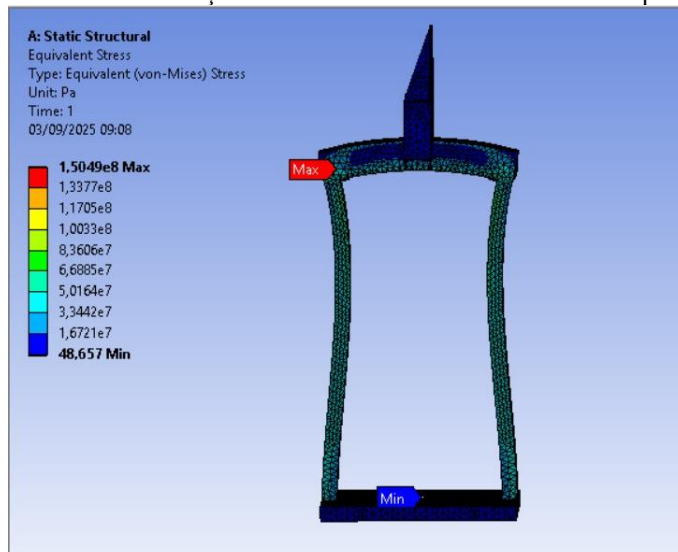 A: Static Structural
Equivalent Stress
Type: Equivalent (von-Mises) Stress
Unit: Pa
Time: 1
03/09/2025 09:08
1,5049e8 Max
1,3377e8
1,1705e8
1,0033e8
8,3606e7
6,6885e7
5,0164e7
3,3442e7
1,6721e7
48,657 Min
Max
Min